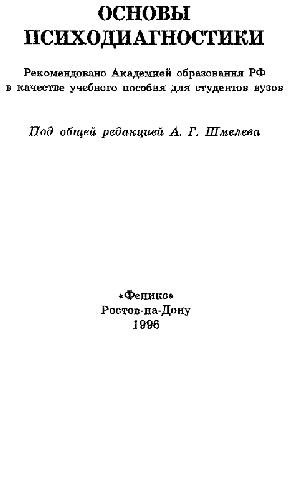 ОСНОВЫ
ПСИХОДИАГНОСТИКИ
Рекомендовано Академией образования РФ
в качестве учебного пособия для студентов вузов
Под общей редакцией А. Г. Шмелева
«Феникс»
Ростов-на-Дону
1996